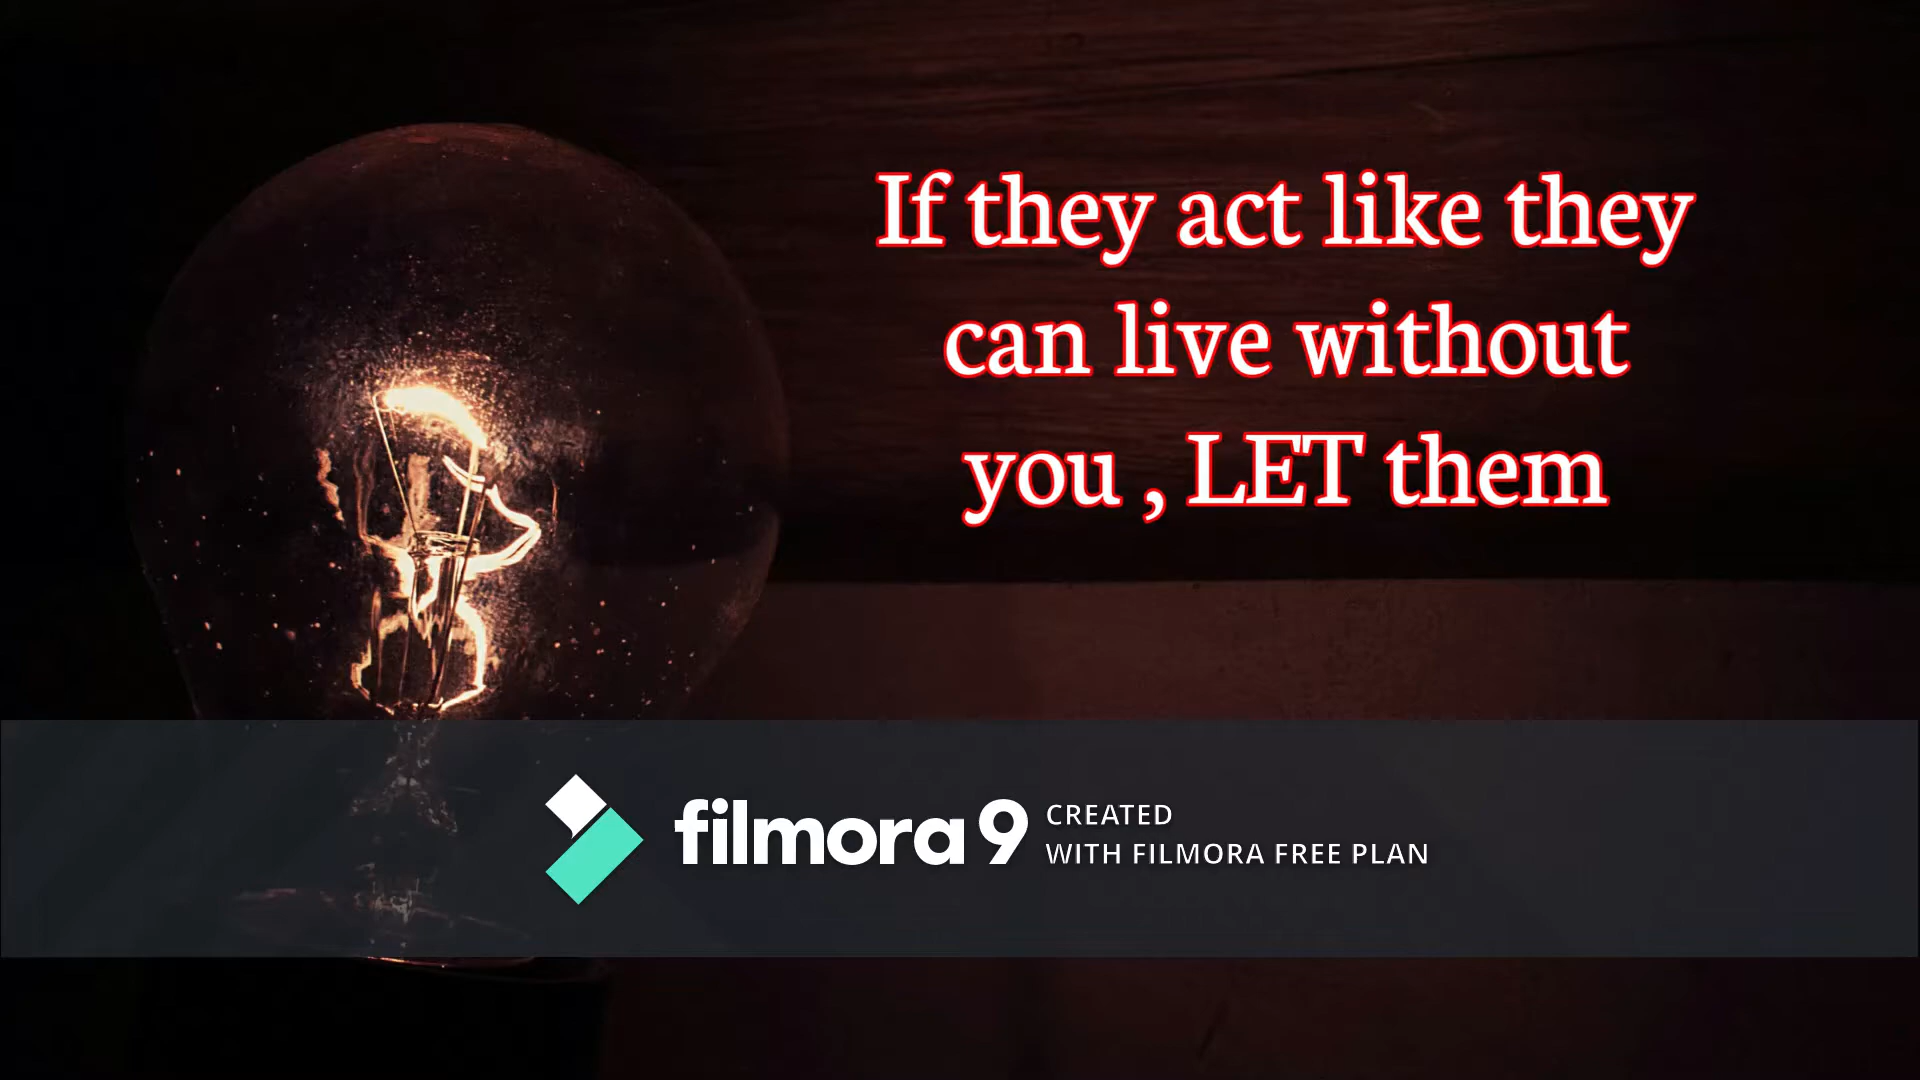 If they act like they
can live without
you , LET them
filmora 9
CREATED
WITH FILMORA FREE PLAN